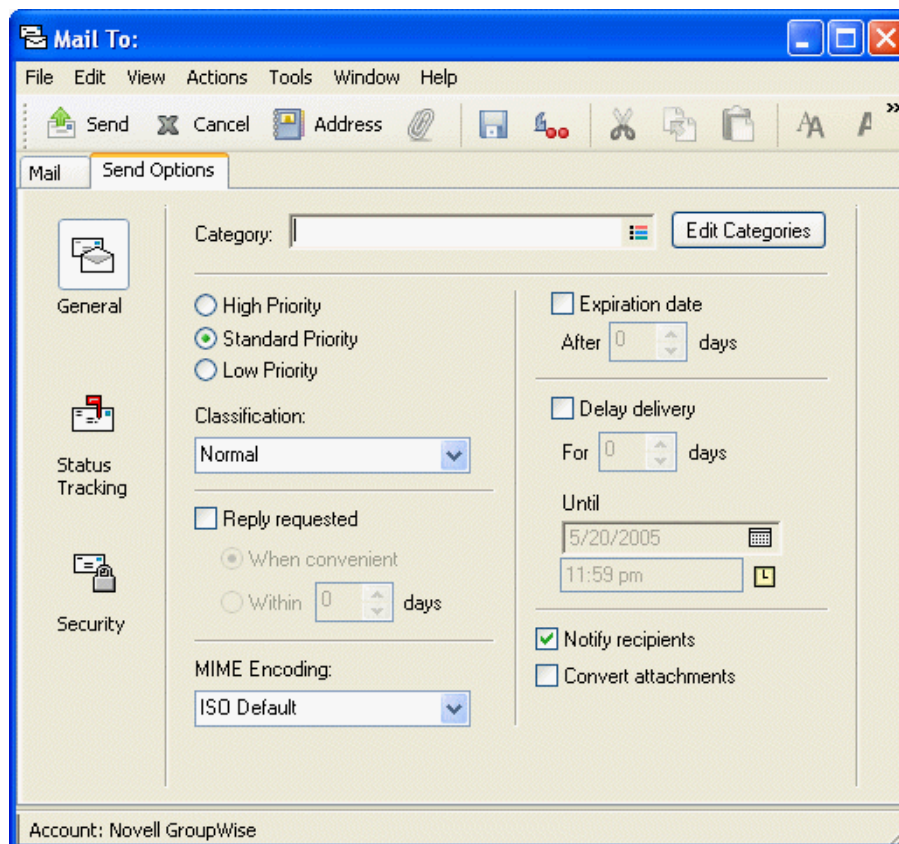 Mail To:
File Edit View Actions Tools Window Help
Send Cancel Address
Mail Send Options
General
Status
Tracking
Security
Category: Edit Categories
High Priority
Standard Priority
Low Priority
Classification:
Normal
Reply requested
When convenient
Within 0 days
MIME Encoding:
ISO Default
Expiration date
After 0 days
Delay delivery
For 0 days
Until
5/20/2005
11:59 pm
Notify recipients
Convert attachments
Account: Novell GroupWise